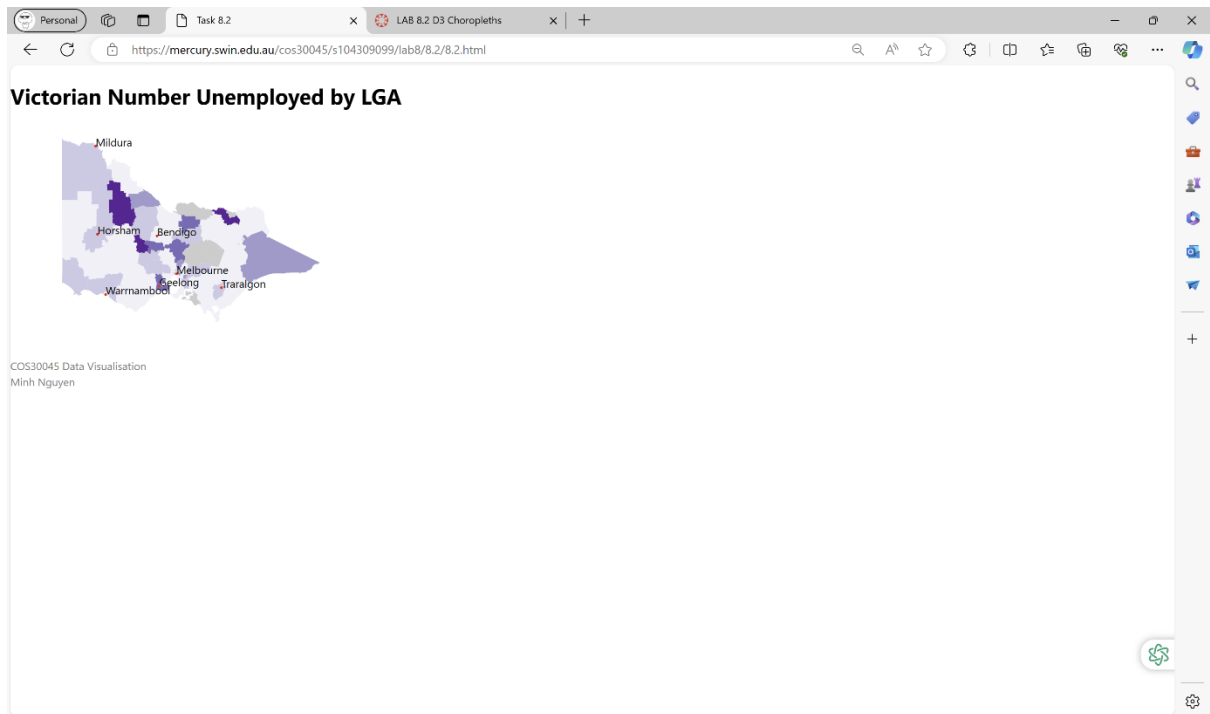 Personal
Task 8.2
LAB 8.2 D3 Choropleths
https://mercury.swin.edu.au/cos30045/s104309099/lab8/8.2/8.2.html
Victorian Number Unemployed by LGA
Mildura
Horsham
Bendigo
Melbourne
Geelong
Traralgon
Warrnambool
COS30045 Data Visualisation
Minh Nguyen